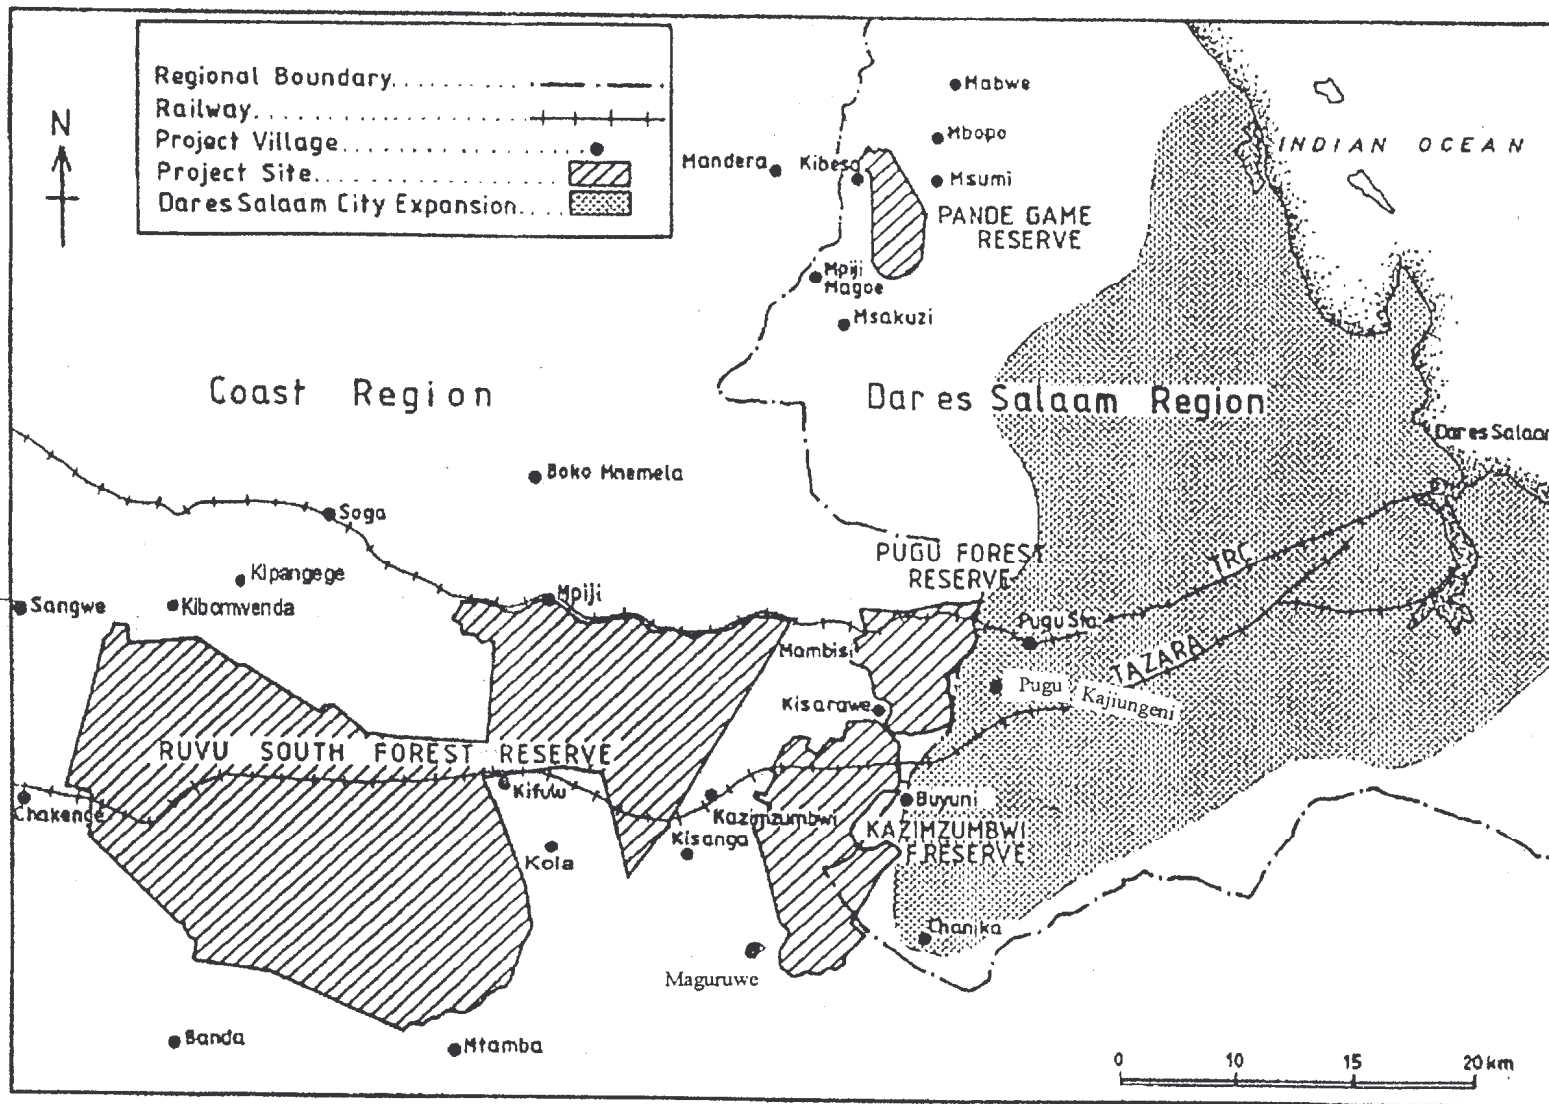 Regional Boundary
Railway
Project Village
Project Site
Dar es Salaam City Expansion
N
Mabwe
Mbopo
Mandera
Kibesa
Msumi
PANDE GAME
RESERVE
INDIAN OCEAN
Mpiji
Magoe
Msakuzi
Coast Region
Dar es Salaam Region
Dar es Salaam
Boko Mnemela
Soga
PUGU FOREST
RESERVE
TRC
Kipangege
Sangwe
Kibomwenda
Mpiji
Pugu Sta.
Mambisi
TAZARA
Pugu
Kajiungeni
Kisarawe
RUVU SOUTH FOREST RESERVE
Kifulu
Chakenge
Kazimzumbwi
Buyuni
KAZIMZUMBWI
F.RESERVE
Kisanga
Kola
Chanika
Maguruwe
Banda
Mtamba
0 10 15 20 km